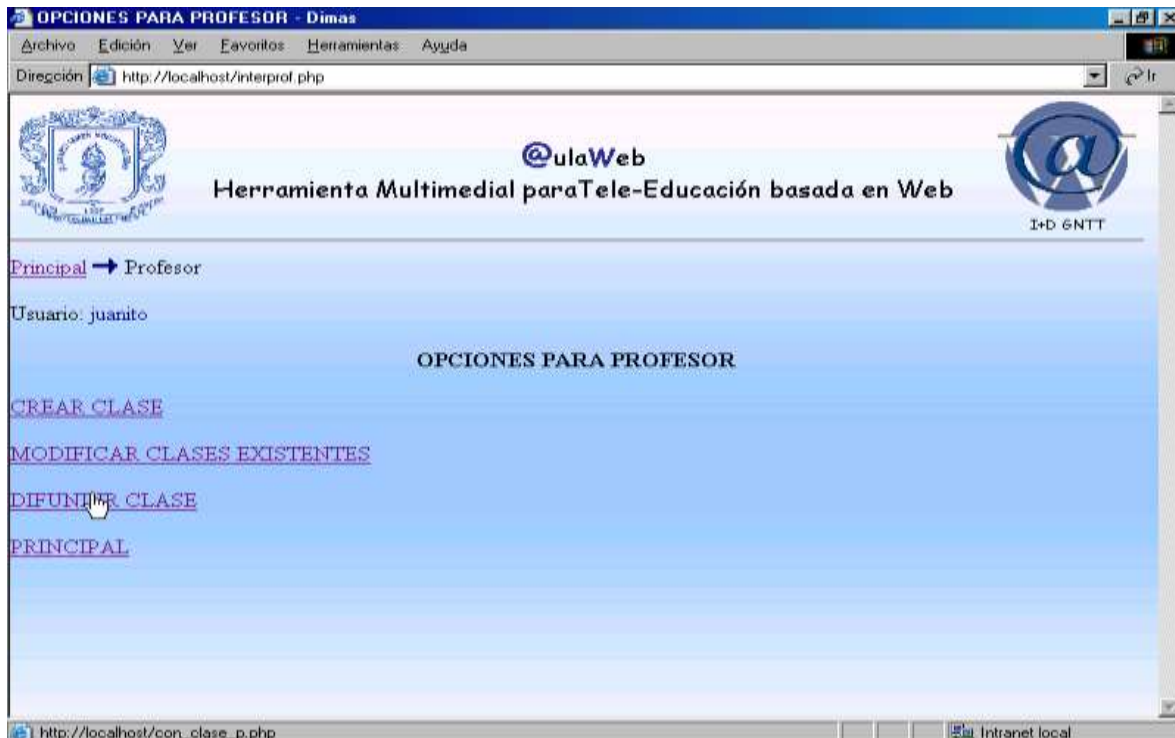 OPCIONES PARA PROFESOR - Dimas
Archivo Edición Ver Favoritos Herramientas Ayuda
Dirección http://localhost/interprof.php Ir
@ulaWeb
Herramienta Multimedial paraTele-Educación basada en Web
I+D GNTT
Principal Profesor
Usuario: juanito
OPCIONES PARA PROFESOR
CREAR CLASE
MODIFICAR CLASES EXISTENTES
DIFUNDIR CLASE
PRINCIPAL
http://localhost/con_clase_p.php Intranet local